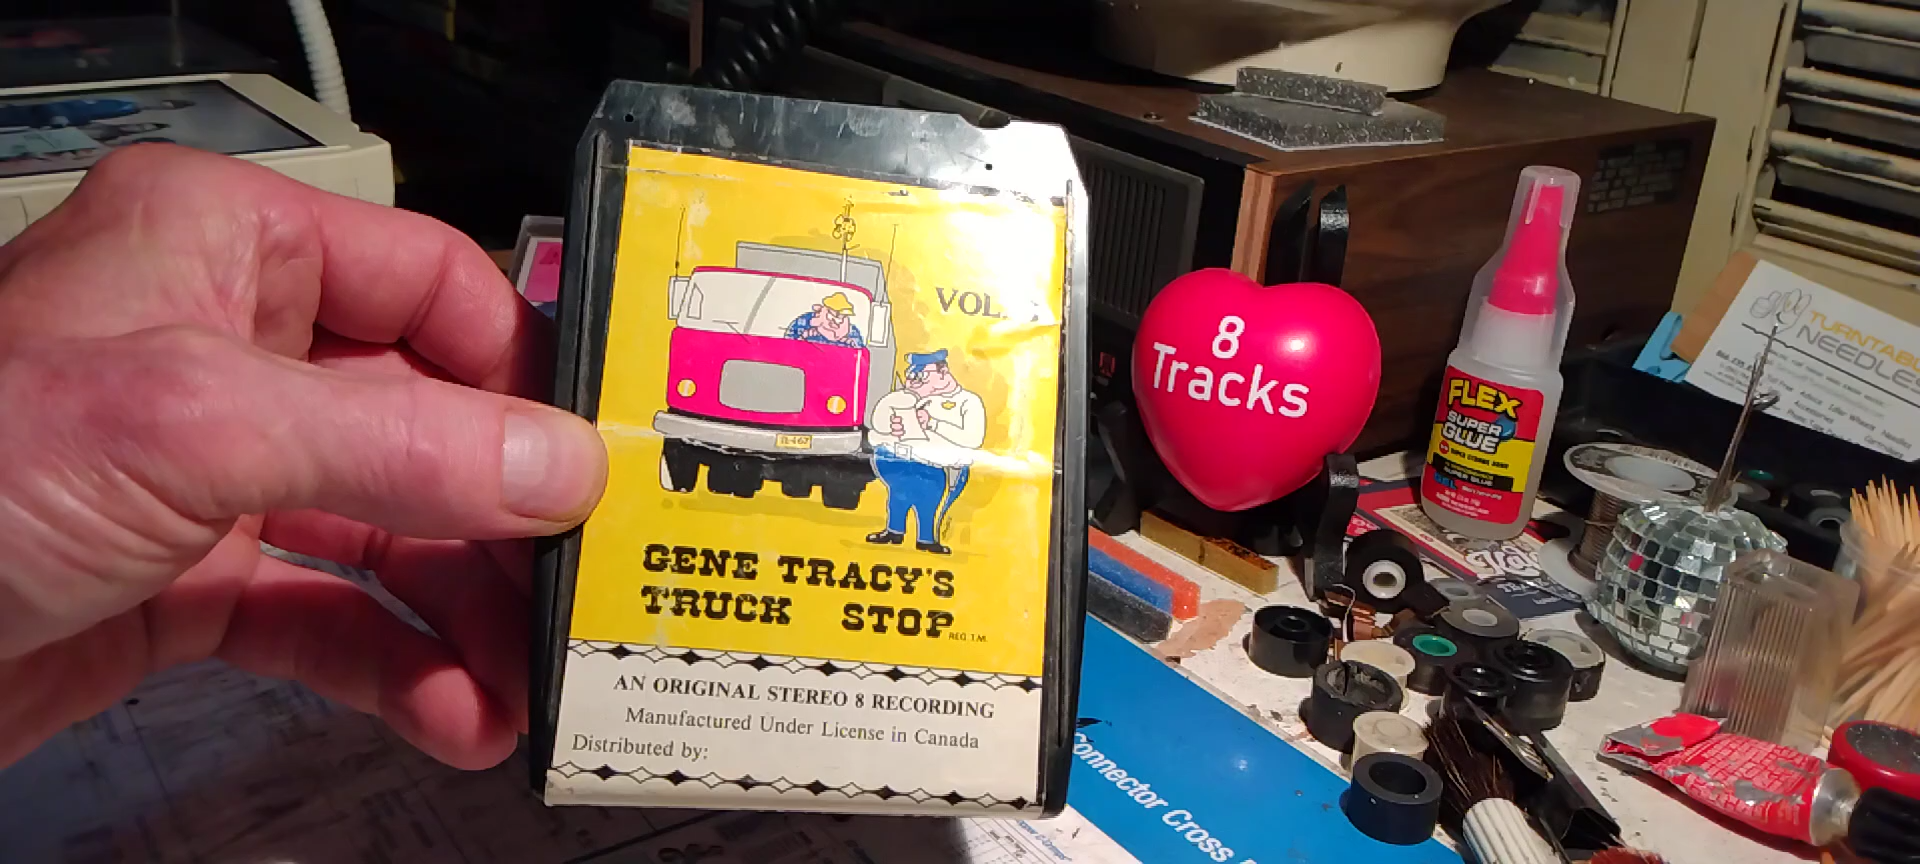 VOL.
GENE TRACY'S
TRUCK STOP
REG. T.M.
AN ORIGINAL STEREO 8 RECORDING
Manufactured Under License in Canada
Distributed by:
8
Tracks
FLEX
SUPER
GLUE
TURNTABLE
NEEDLES
Connector Cross